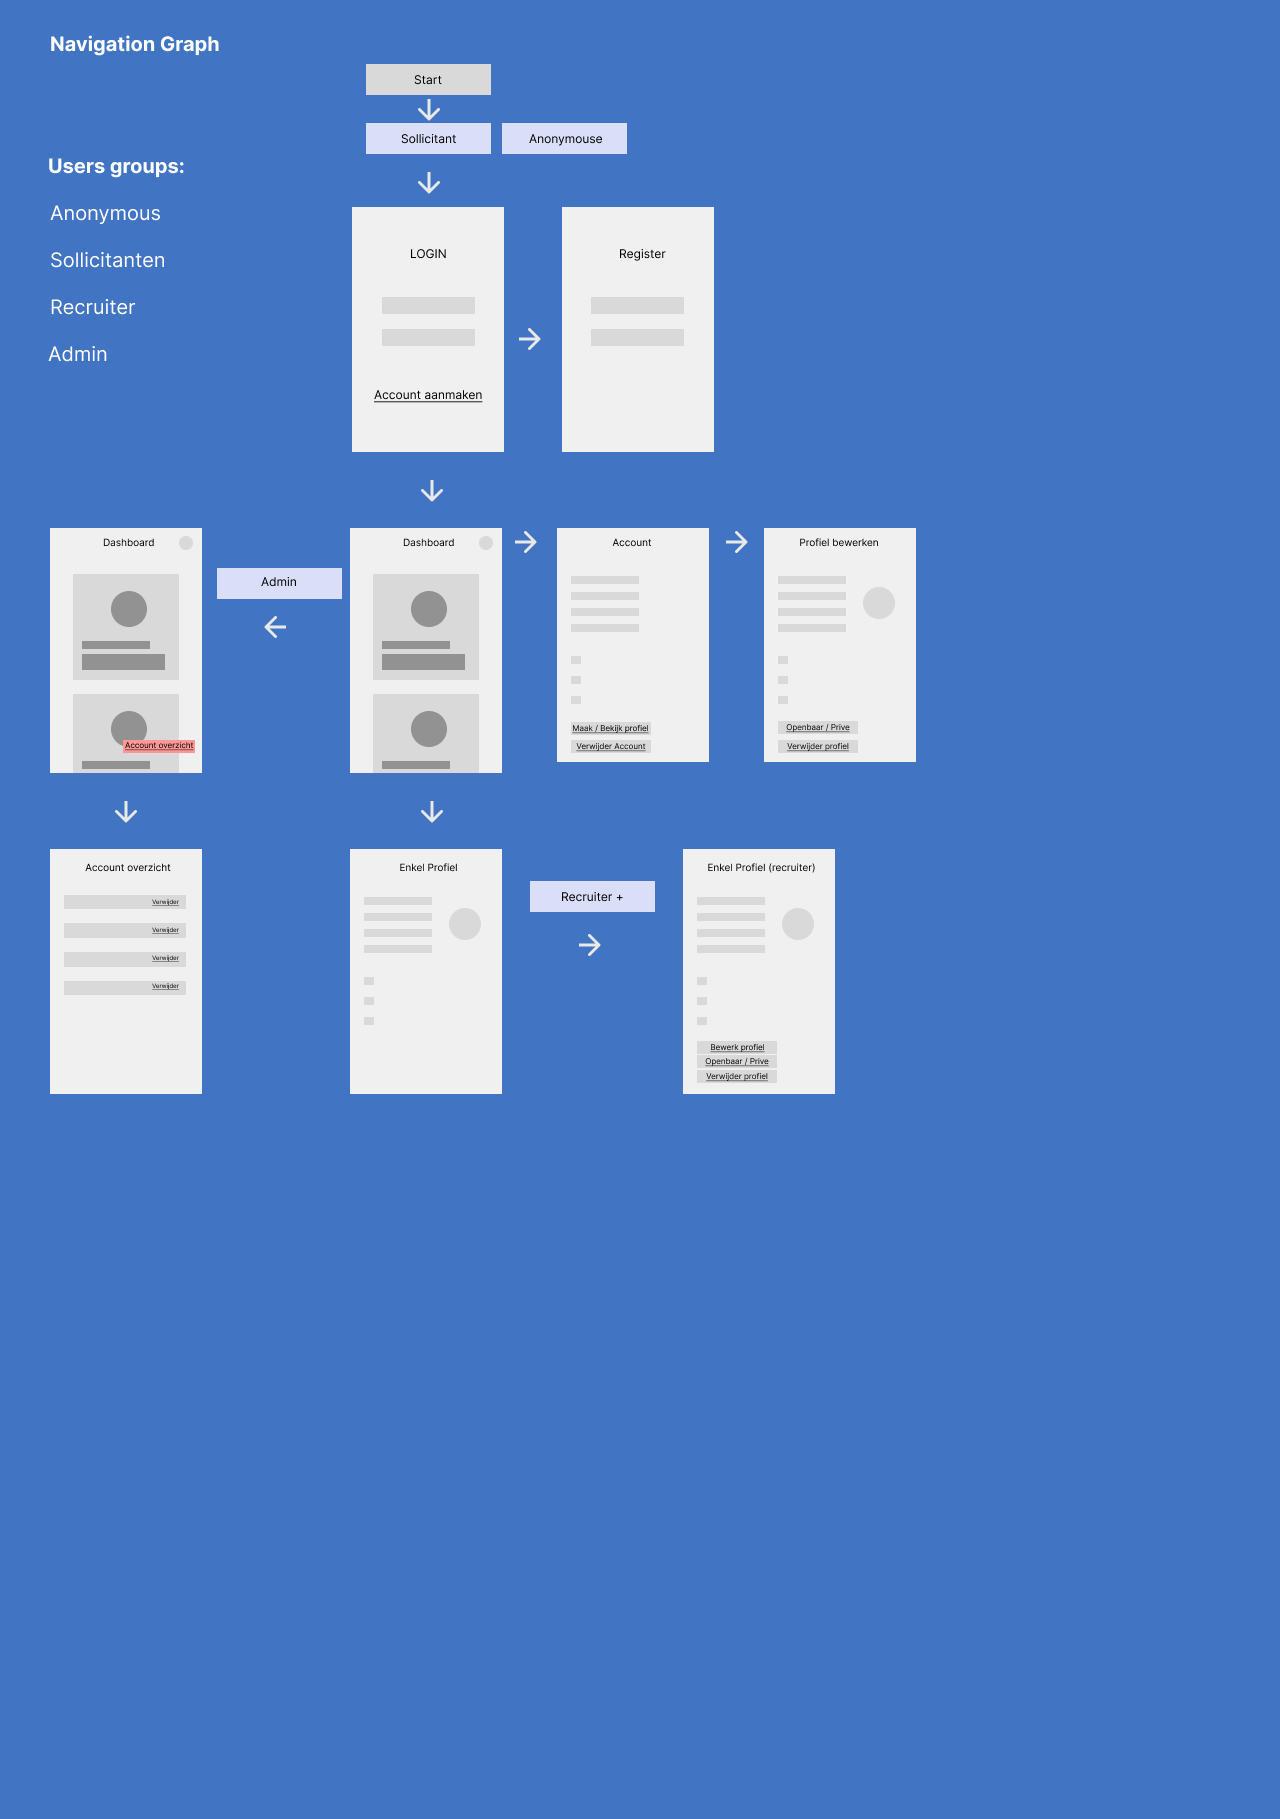 Navigation Graph
Start
Sollicitant
Anonymouse
Users groups:
Anonymous
Sollicitanten
Recruiter
Admin
LOGIN
Account aanmaken
Register
Dashboard
Account overzicht
Admin
Dashboard
Account
Maak / Bekijk profiel
Verwijder Account
Profiel bewerken
Openbaar / Prive
Verwijder profiel
Account overzicht
Verwijder
Verwijder
Verwijder
Verwijder
Enkel Profiel
Recruiter +
Enkel Profiel (recruiter)
Bewerk profiel
Openbaar / Prive
Verwijder profiel